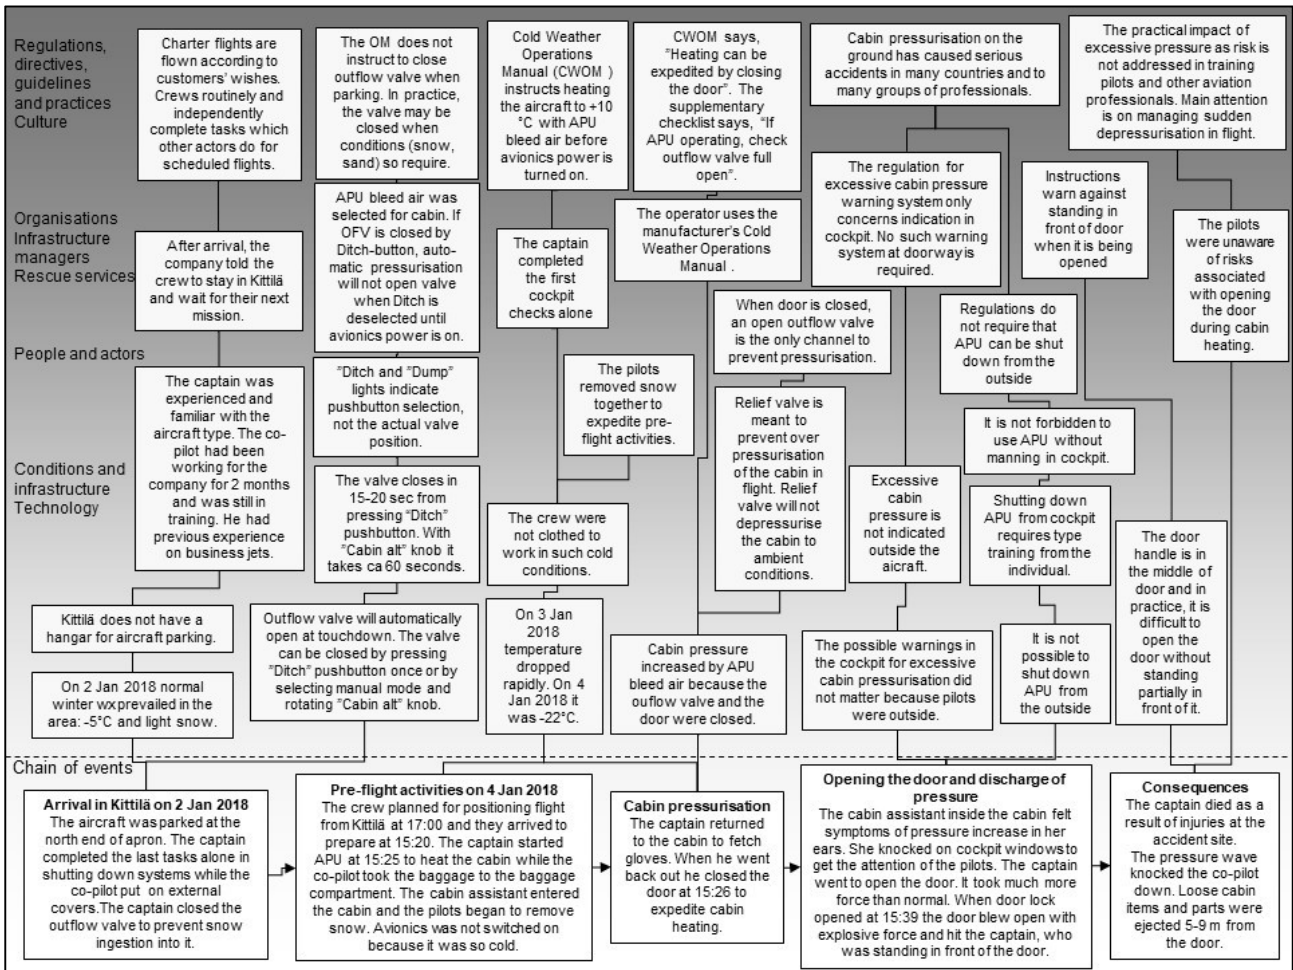 Regulations,
directives,
guidelines
and practices
Culture
Organisations
Infrastructure
managers
Rescue services
People and actors
Conditions and
infrastructure
Technology
Charter flights are
flown according to
customers' wishes.
Crews routinely and
independently
complete tasks which
other actors do for
scheduled flights.
After arrival, the
company told the
crew to stay in Kittilä
and wait for their next
mission.
The captain was
experienced and
familiar with the
aircraft type. The co-
pilot had been
working for the
company for 2 months
and was still in
training. He had
previous experience
on business jets.
Kittilä does not have a
hangar for aircraft parking.
On 2 Jan 2018 normal
winter wx prevailed in the
area: -5°C and light snow.
The OM does not
instruct to close
outflow valve when
parking. In practice,
the valve may be
closed when
conditions (snow,
sand) so require.
APU bleed air was
selected for cabin. If
OFV is closed by
Ditch-button, auto-
matic pressurisation
will not open valve
when Ditch is
deselected until
avionics power is on.
"Ditch and "Dump"
lights indicate
pushbutton selection,
not the actual valve
position.
The valve closes in
15-20 sec from
pressing "Ditch"
pushbutton. With
"Cabin alt" knob it
takes ca 60 seconds.
Outflow valve will automatically
open at touchdown. The valve
can be closed by pressing
"Ditch" pushbutton once or by
selecting manual mode and
rotating "Cabin alt" knob.
Cold Weather
Operations
Manual (CWOM )
instructs heating
the aircraft to +10
°C with APU
bleed air before
avionics power is
turned on.
The captain
completed
the first
cockpit
checks alone
The pilots
removed snow
together to
expedite pre-
flight activities.
The crew were
not clothed to
work in such cold
conditions.
On 3 Jan
2018
temperature
dropped
rapidly. On 4
Jan 2018 it
was -22°C.
CWOM says,
"Heating can be
expedited by closing
the door". The
supplementary
checklist says, "If
APU operating, check
outflow valve full
open".
The operator uses the
manufacturer's Cold
Weather Operations
Manual .
When door is closed,
an open outflow valve
is the only channel to
prevent pressurisation.
Relief valve is
meant to
prevent over
pressurisation
of the cabin in
flight. Relief
valve will not
depressurise
the cabin to
ambient
conditions.
Cabin pressure
increased by APU
bleed air because the
ouflow valve and the
door were closed.
Cabin pressurisation on the
ground has caused serious
accidents in many countries and to
many groups of professionals.
The regulation for
excessive cabin pressure
warning system only
concerns indication in
cockpit. No such warning
system at doorway is
required.
Excessive
cabin
pressure is
not indicated
outside the
aicraft.
The possible warnings in
the cockpit for excessive
cabin pressurisation did
not matter because pilots
were outside.
Instructions
warn against
standing in
front of door
when it is being
opened
Regulations do
not require that
APU can be shut
down from the
outside
It is not forbidden to
use APU without
manning in cockpit.
Shutting down
APU from cockpit
requires type
training from the
individual.
It is not
possible to
shut down
APU from
the outside
The practical impact of
excessive pressure as risk is
not addressed in training
pilots and other aviation
professionals. Main attention
is on managing sudden
depressurisation in flight.
The pilots
were unaware
of risks
associated
with opening
the door
during cabin
heating.
The door
handle is in
the middle of
door and in
practice, it is
difficult to
open the
door without
standing
partially in
front of it.
Chain of events
Arrival in Kittilä on 2 Jan 2018
The aircraft was parked at the
north end of apron. The captain
completed the last tasks alone in
shutting down systems while the
co-pilot put on external
covers.The captain closed the
outflow valve to prevent snow
ingestion into it.
Pre-flight activities on 4 Jan 2018
The crew planned for positioning flight
from Kittilä at 17:00 and they arrived to
prepare at 15:20. The captain started
APU at 15:25 to heat the cabin while the
co-pilot took the baggage to the baggage
compartment. The cabin assistant entered
the cabin and the pilots began to remove
snow. Avionics was not switched on
because it was so cold.
Cabin pressurisation
The captain returned
to the cabin to fetch
gloves. When he went
back out he closed the
door at 15:26 to
expedite cabin
heating.
Opening the door and discharge of
pressure
The cabin assistant inside the cabin felt
symptoms of pressure increase in her
ears. She knocked on cockpit windows to
get the attention of the pilots. The captain
went to open the door. It took much more
force than normal. When door lock
opened at 15:39 the door blew open with
explosive force and hit the captain, who
was standing in front of the door.
Consequences
The captain died as a
result of injuries at the
accident site.
The pressure wave
knocked the co-pilot
down. Loose cabin
items and parts were
ejected 5-9 m from
the door.